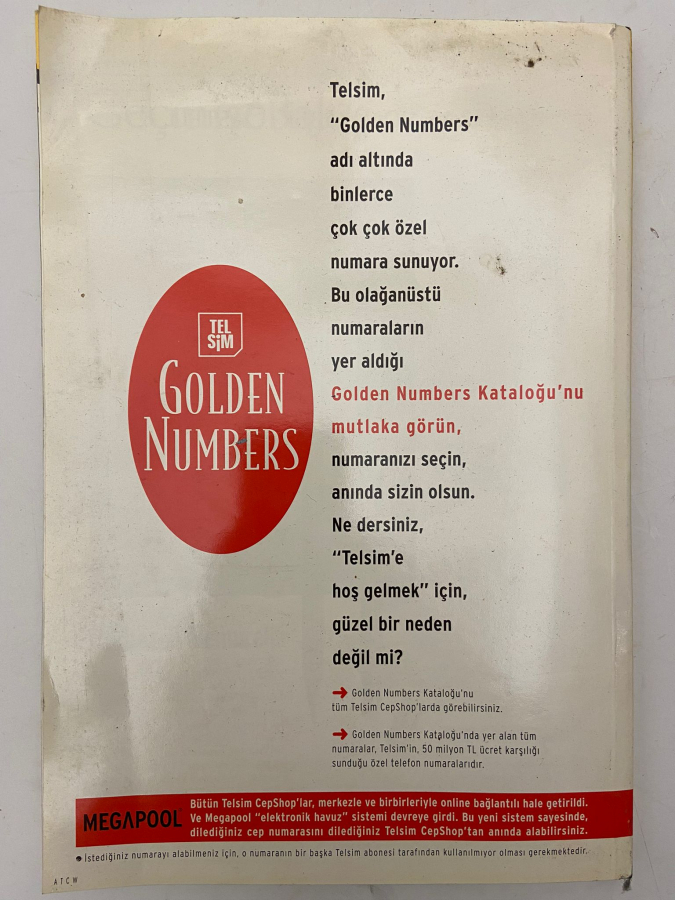 Telsim,
“Golden Numbers”
adı altında
binlerce
çok çok özel
numara sunuyor.
Bu olağanüstü
numaraların
yer aldığı
Golden Numbers Kataloğu’nu
mutlaka görün,
numaranızı seçin,
anında sizin olsun.
Ne dersiniz,
“Telsim’e
hoş gelmek” için,
güzel bir neden
değil mi?
TEL
SİM
GOLDEN
NUMBERS
Golden Numbers Kataloğu’nu
tüm Telsim CepShop’larda görebilirsiniz.
Golden Numbers Kataloğu’nda yer alan tüm
numaralar, Telsim’in, 50 milyon TL ücret karşılığı
sunduğu özel telefon numaralarıdır.
MEGAPOOL
Bütün Telsim CepShop’lar, merkezle ve birbirleriyle online bağlantılı hale getirildi.
Ve Megapool “elektronik havuz” sistemi devreye girdi. Bu yeni sistem sayesinde,
dilediğiniz cep numarasını dilediğiniz Telsim CepShop’tan anında alabilirsiniz.
• İstediğiniz numarayı alabilmeniz için, o numaranın bir başka Telsim abonesi tarafından kullanılmıyor olması gerekmektedir.
ATCW